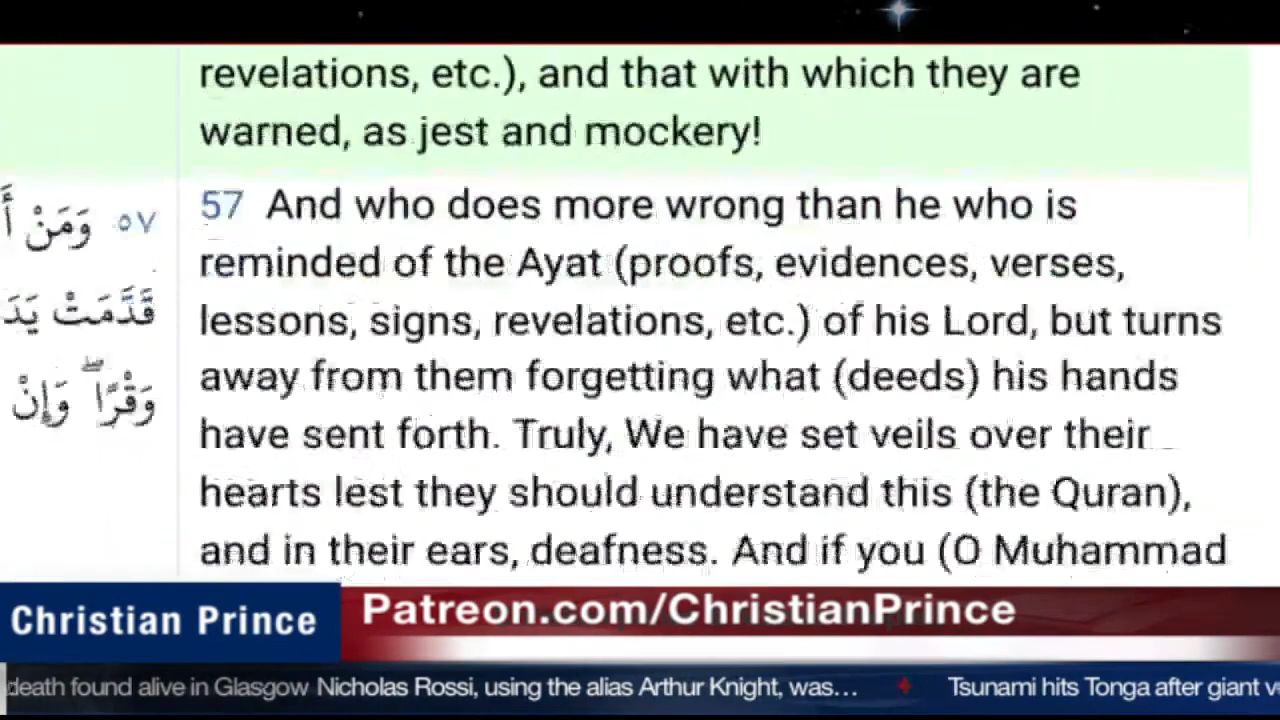 revelations, etc.), and that with which they are
warned, as jest and mockery!
57 And who does more wrong than he who is
reminded of the Ayat (proofs, evidences, verses,
lessons, signs, revelations, etc.) of his Lord, but turns
away from them forgetting what (deeds) his hands
have sent forth. Truly, We have set veils over their
hearts lest they should understand this (the Quran),
and in their ears, deafness. And if you (O Muhammad
٥٧ وَمَنْ أَ
قَدَّمَتْ يَدَ
وَقْرًا ۖ وَإِنْ
Christian Prince
Patreon.com/ChristianPrince
death found alive in Glasgow Nicholas Rossi, using the alias Arthur Knight, was... Tsunami hits Tonga after giant v